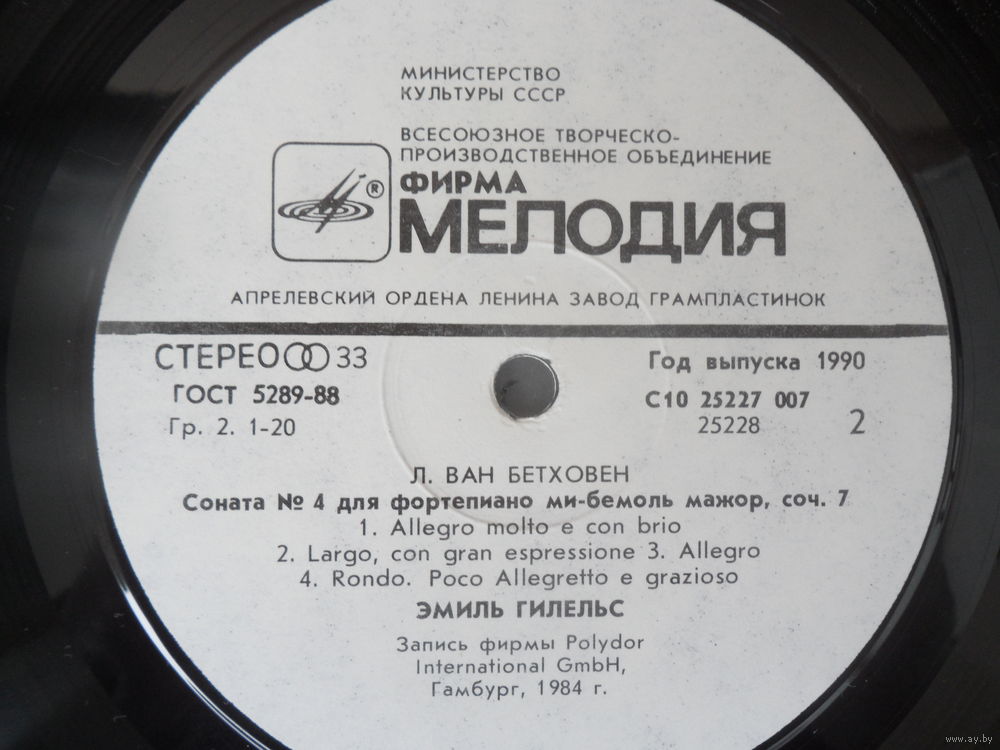 МИНИСТЕРСТВО
КУЛЬТУРЫ СССР
ВСЕСОЮЗНОЕ ТВОРЧЕСКО-
ПРОИЗВОДСТВЕННОЕ ОБЪЕДИНЕНИЕ
ФИРМА
®
МЕЛОДИЯ
АПРЕЛЕВСКИЙ ОРДЕНА ЛЕНИНА ЗАВОД ГРАМПЛАСТИНОК
СТЕРЕО 33
Год выпуска 1990
ГОСТ 5289-88
С10 25227 007
Гр. 2. 1-20
25228
2
Л. ВАН БЕТХОВЕН
Соната № 4 для фортепиано ми-бемоль мажор, соч. 7
1. Allegro molto e con brio
2. Largo, con gran espressione 3. Allegro
4. Rondo. Poco Allegretto e grazioso
ЭМИЛЬ ГИЛЕЛЬС
Запись фирмы Polydor
International GmbH,
Гамбург, 1984 г.
www.ay.by